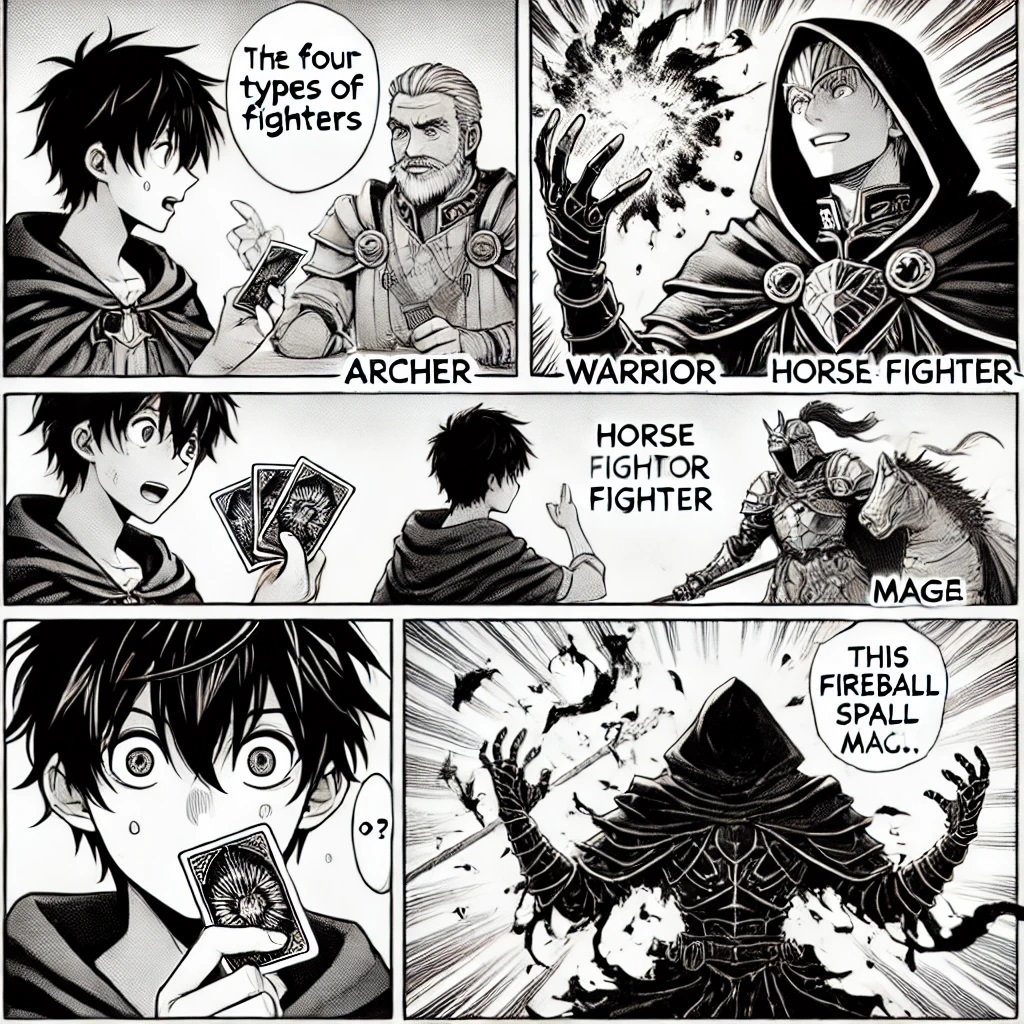 The four
types of
fighters
ARCHER
WARRIOR
HORSE FIGHTER
HORSE
FIGHTOR
FIGHTER
MAGE
o?
THIS
FIREBALL
SPALL
MAG..